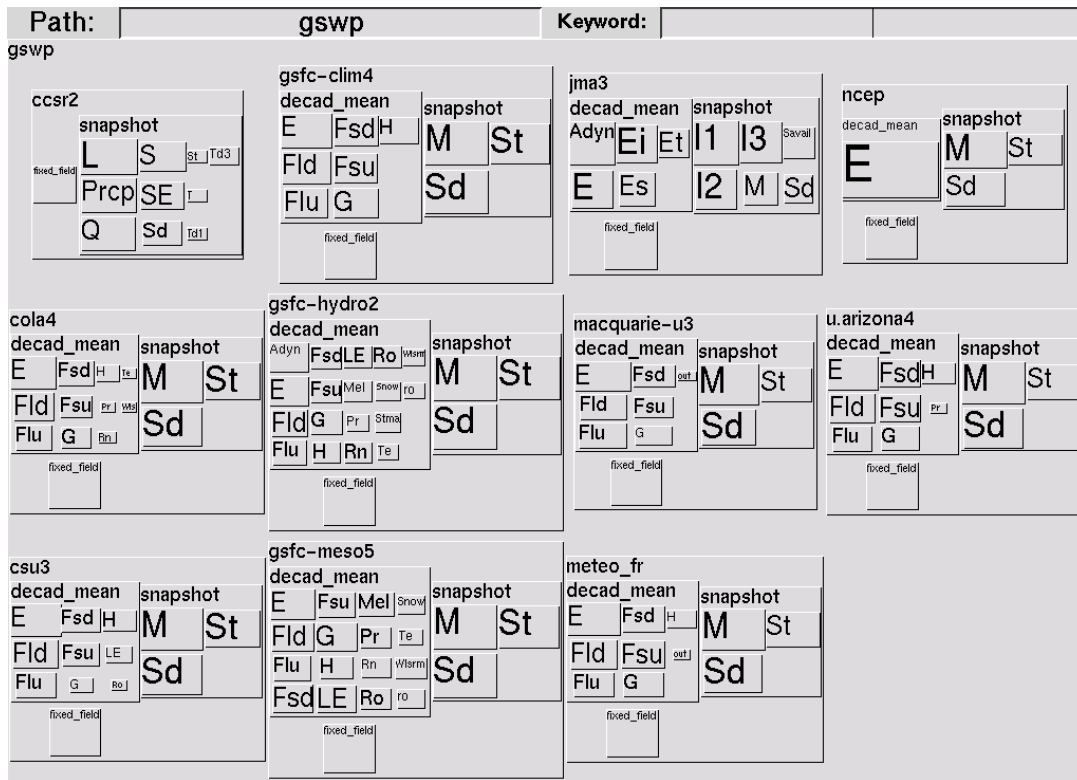 Path: gswp Keyword:
gswp
ccsr2
fixed_field
snapshot
L S St Td3
Prcp SE T
Q Sd Td1
gsfc-clim4
decad_mean
E Fsd H
Fld Fsu
Flu G
snapshot
M St
Sd
fixed_field
jma3
decad_mean
Adyn Ei Et
E Es
snapshot
I1 I3 Savail
I2 M Sd
fixed_field
ncep
decad_mean
E
snapshot
M St
Sd
fixed_field
cola4
decad_mean
E Fsd H Te
Fld Fsu Pr Wlsi
Flu G Rn
snapshot
M St
Sd
fixed_field
gsfc-hydro2
decad_mean
Adyn Fsd LE Ro Wlsrm
E Fsu Mel Snow ro
Fld G Pr Stma
Flu H Rn Te
snapshot
M St
Sd
fixed_field
macquarie-u3
decad_mean
E Fsd out
Fld Fsu
Flu G
snapshot
M St
Sd
fixed_field
u.arizona4
decad_mean
E Fsd H
Fld Fsu Pr
Flu G
snapshot
M St
Sd
fixed_field
csu3
decad_mean
E Fsd H
Fld Fsu LE
Flu G Ro
snapshot
M St
Sd
fixed_field
gsfc-meso5
decad_mean
E Fsu Mel Snow
Fld G Pr Te
Flu H Rn Wlsrm
Fsd LE Ro ro
snapshot
M St
Sd
fixed_field
meteo_fr
decad_mean
E Fsd H
Fld Fsu out
Flu G
snapshot
M St
Sd
fixed_field